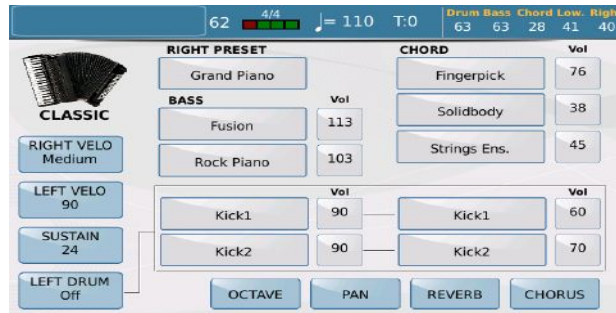 62 4/4 ♩= 110 T:0 Drum Bass Chord Low. Righ
63 63 28 41 40
RIGHT PRESET
Grand Piano
CHORD Vol
Fingerpick 76
Solidbody 38
Strings Ens. 45
BASS Vol
Fusion 113
Rock Piano 103
CLASSIC
RIGHT VELO
Medium
LEFT VELO
90
SUSTAIN
24
LEFT DRUM
Off
Vol Vol
Kick1 90 Kick1 60
Kick2 90 Kick2 70
OCTAVE PAN REVERB CHORUS